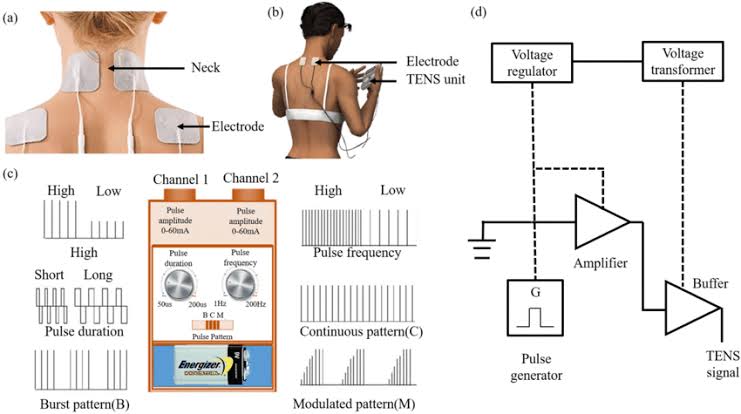 (a)
Neck
Electrode
(b)
Electrode
TENS unit
(c)
High
Low
High
Short
Long
Pulse duration
Burst pattern(B)
Channel 1
Channel 2
Pulse
amplitude
0-60mA
Pulse
amplitude
0-60mA
Pulse
duration
50us
200us
Pulse
frequency
1Hz
200Hz
B C M
Pulse Pattern
Energizer
High
Low
Pulse frequency
Continuous pattern(C)
Modulated pattern(M)
(d)
Voltage
regulator
Voltage
transformer
Amplifier
G
Pulse
generator
Buffer
TENS
signal